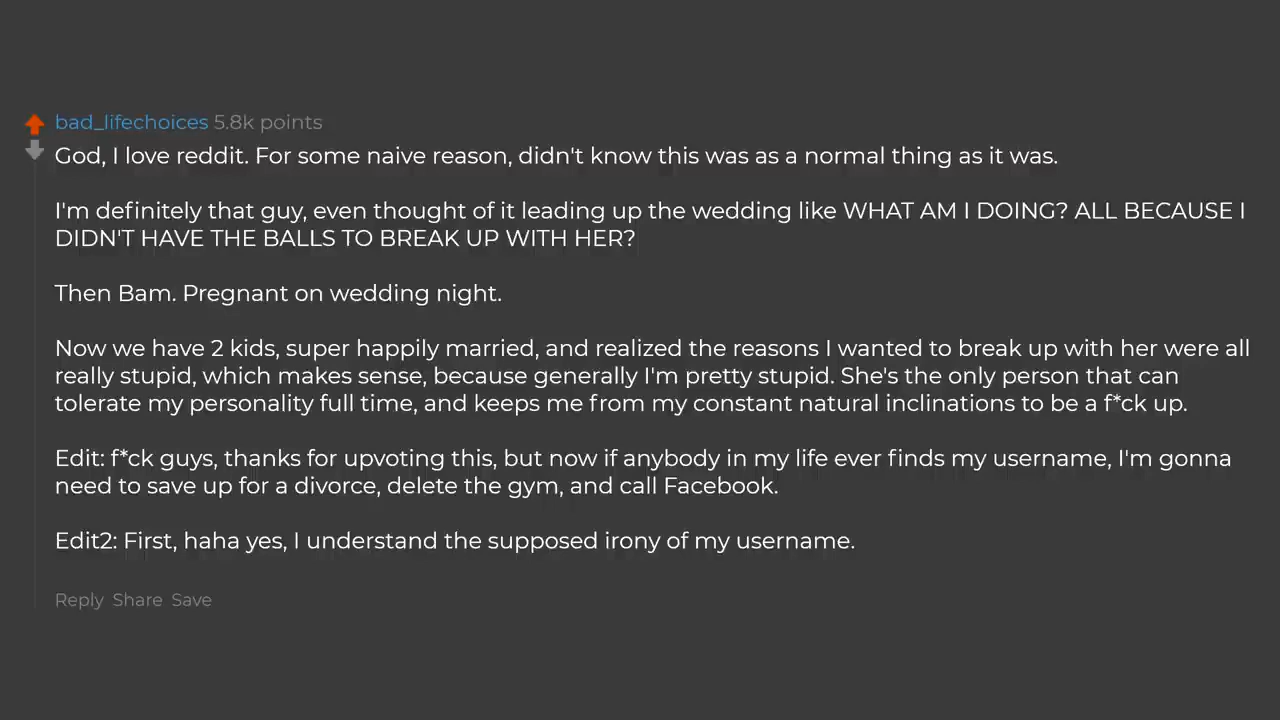 bad_lifechoices 5.8k points
God, I love reddit. For some naive reason, didn't know this was as a normal thing as it was.
I'm definitely that guy, even thought of it leading up the wedding like WHAT AM I DOING? ALL BECAUSE I
DIDN'T HAVE THE BALLS TO BREAK UP WITH HER?
Then Bam. Pregnant on wedding night.
Now we have 2 kids, super happily married, and realized the reasons I wanted to break up with her were all
really stupid, which makes sense, because generally I'm pretty stupid. She's the only person that can
tolerate my personality full time, and keeps me from my constant natural inclinations to be a f*ck up.
Edit: f*ck guys, thanks for upvoting this, but now if anybody in my life ever finds my username, I'm gonna
need to save up for a divorce, delete the gym, and call Facebook.
Edit2: First, haha yes, I understand the supposed irony of my username.
Reply Share Save